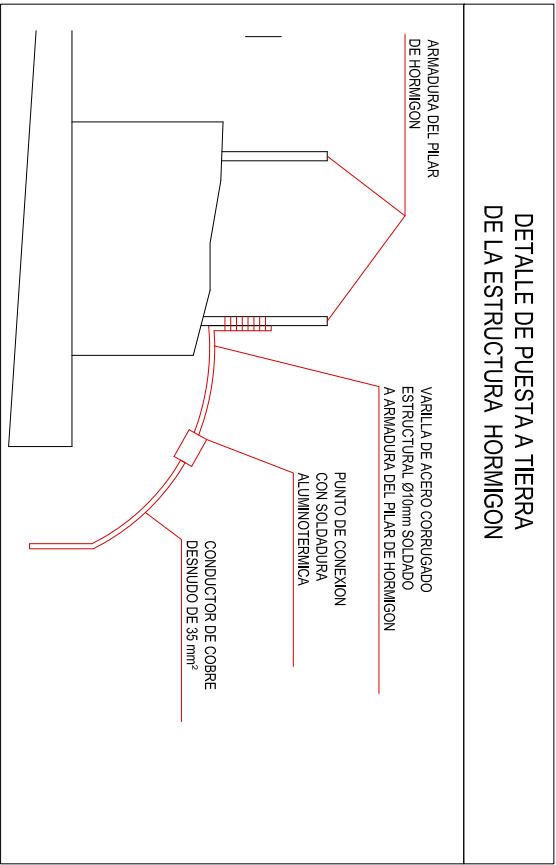 DETALLE DE PUESTA A TIERRA
DE LA ESTRUCTURA HORMIGON
ARMADURA DEL PILAR
DE HORMIGON
VARILLA DE ACERO CORRUGADO
ESTRUCTURAL Ø10mm SOLDADO
A ARMADURA DEL PILAR DE HORMIGON
PUNTO DE CONEXION
CON SOLDADURA
ALUMINOTERMICA
CONDUCTOR DE COBRE
DESNUDO DE 35 mm²